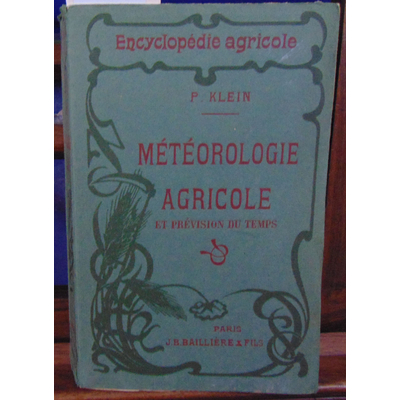 Encyclopédie agricole
P. KLEIN
MÉTÉOROLOGIE
AGRICOLE
ET PRÉVISION DU TEMPS
PARIS
J.B. BAILLIÈRE & FILS